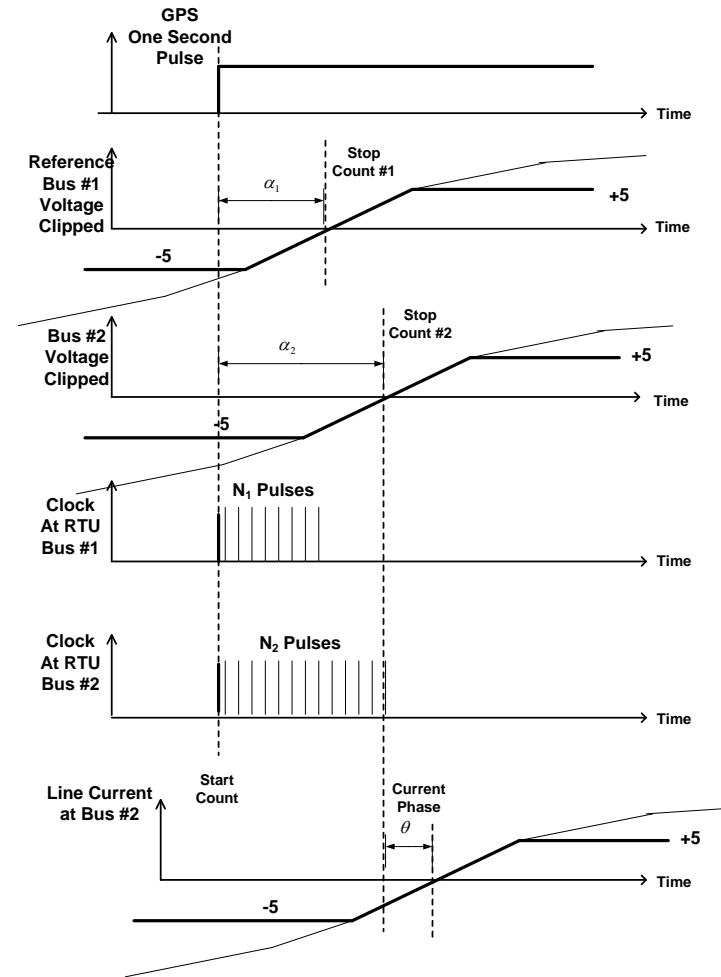 GPS
One Second
Pulse
Time
Reference
Bus #1
Voltage
Clipped
α₁
Stop
Count #1
+5
-5
Time
Bus #2
Voltage
Clipped
α₂
Stop
Count #2
+5
-5
Time
Clock
At RTU
Bus #1
N₁ Pulses
Time
Clock
At RTU
Bus #2
N₂ Pulses
Time
Start
Count
Line Current
at Bus #2
Current
Phase
θ
+5
-5
Time